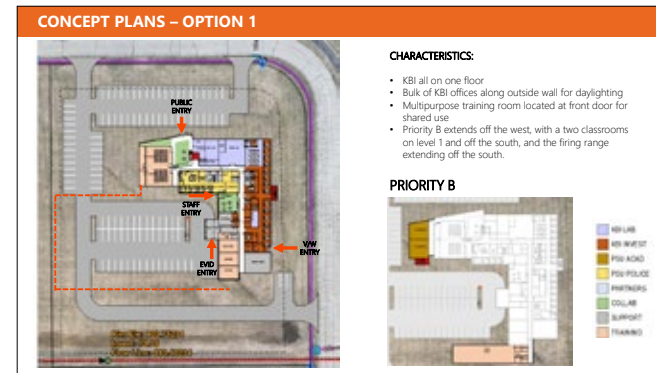 CONCEPT PLANS – OPTION 1
CHARACTERISTICS:
• KBI all on one floor
• Bulk of KBI offices along outside wall for daylighting
• Multipurpose training room located at front door for
shared use
• Priority B extends off the west, with a two classrooms
on level 1 and off the south, and the firing range
extending off the south.
PUBLIC
ENTRY
STAFF
ENTRY
V/W
ENTRY
EVID
ENTRY
PRIORITY B
KBI LAB
KBI INVEST
PSU ACAD
PSU POLICE
PARTNERS
COLLAB
SUPPORT
TRAINING